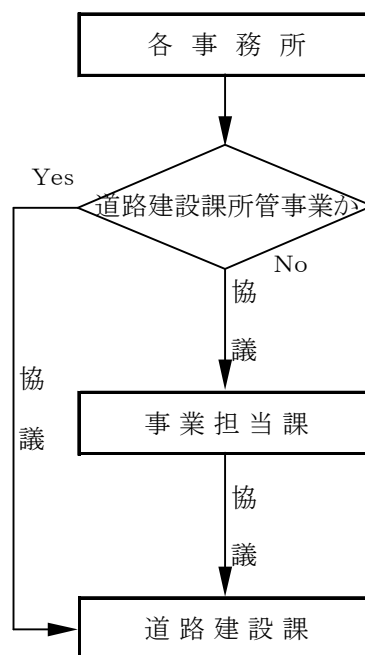 各事務所
Yes
道路建設課所管事業か
No
協議
協議
事業担当課
協議
道路建設課